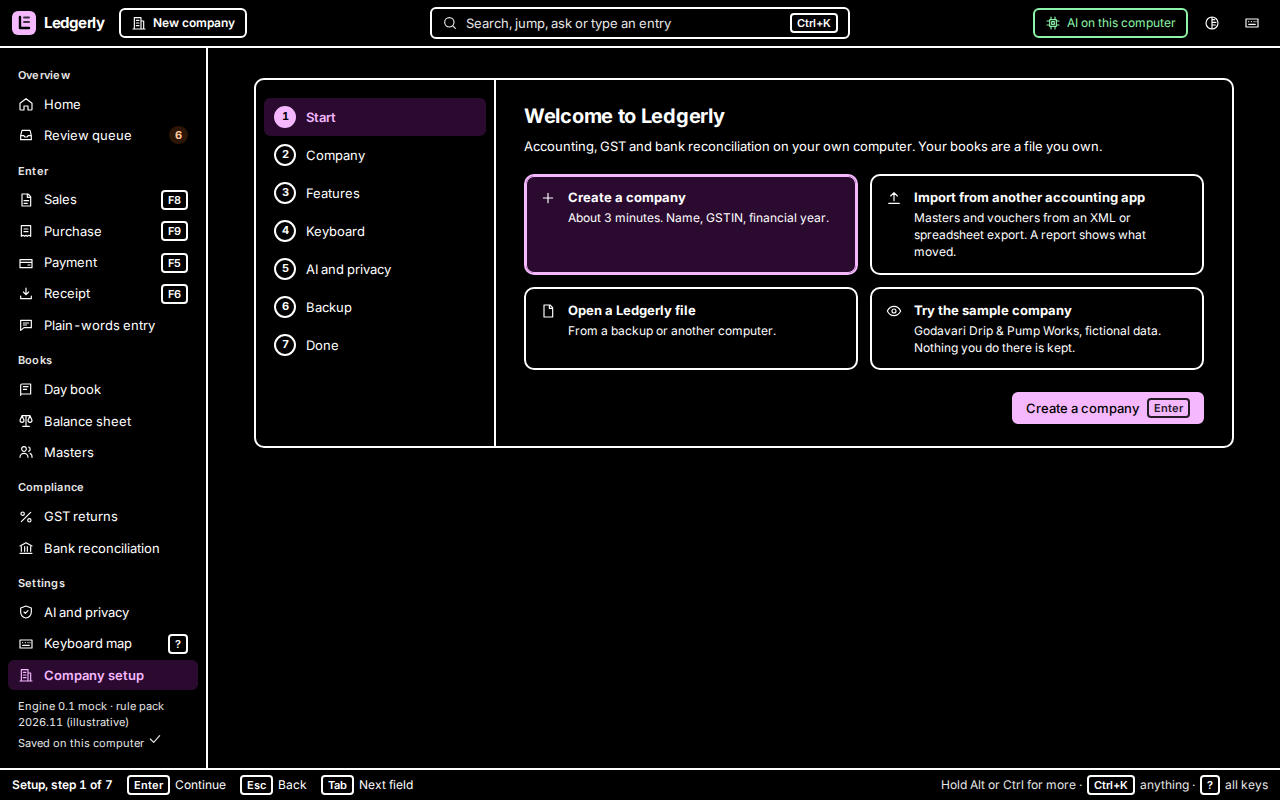 Ledgerly
New company
Search, jump, ask or type an entry
Ctrl+K
AI on this computer
Overview
Home
Review queue
6
Enter
Sales
F8
Purchase
F9
Payment
F5
Receipt
F6
Plain-words entry
Books
Day book
Balance sheet
Masters
Compliance
GST returns
Bank reconciliation
Settings
AI and privacy
Keyboard map
?
Company setup
Engine 0.1 mock · rule pack
2026.11 (illustrative)
Saved on this computer
1 Start
2 Company
3 Features
4 Keyboard
5 AI and privacy
6 Backup
7 Done
Welcome to Ledgerly
Accounting, GST and bank reconciliation on your own computer. Your books are a file you own.
Create a company
About 3 minutes. Name, GSTIN, financial year.
Import from another accounting app
Masters and vouchers from an XML or
spreadsheet export. A report shows what
moved.
Open a Ledgerly file
From a backup or another computer.
Try the sample company
Godavari Drip & Pump Works, fictional data.
Nothing you do there is kept.
Create a company Enter
Setup, step 1 of 7 Enter Continue Esc Back Tab Next field
Hold Alt or Ctrl for more · Ctrl+K anything · ? all keys